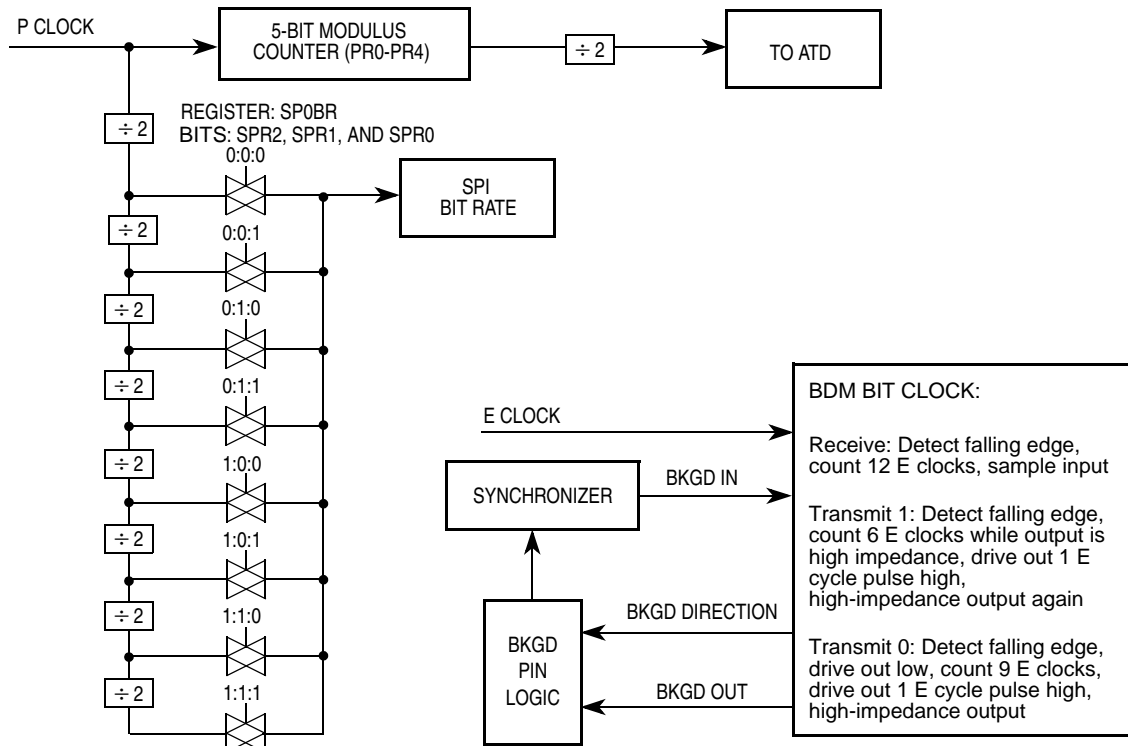 P CLOCK
5-BIT MODULUS
COUNTER (PR0-PR4)
÷ 2
TO ATD
÷ 2
REGISTER: SP0BR
BITS: SPR2, SPR1, AND SPR0
0:0:0
SPI
BIT RATE
÷ 2
0:0:1
÷ 2
0:1:0
÷ 2
0:1:1
÷ 2
1:0:0
÷ 2
1:0:1
÷ 2
1:1:0
÷ 2
1:1:1
E CLOCK
SYNCHRONIZER
BKGD IN
BKGD DIRECTION
BKGD
PIN
LOGIC
BKGD OUT
BDM BIT CLOCK:
Receive: Detect falling edge,
count 12 E clocks, sample input
Transmit 1: Detect falling edge,
count 6 E clocks while output is
high impedance, drive out 1 E
cycle pulse high,
high-impedance output again
Transmit 0: Detect falling edge,
drive out low, count 9 E clocks,
drive out 1 E cycle pulse high,
high-impedance output